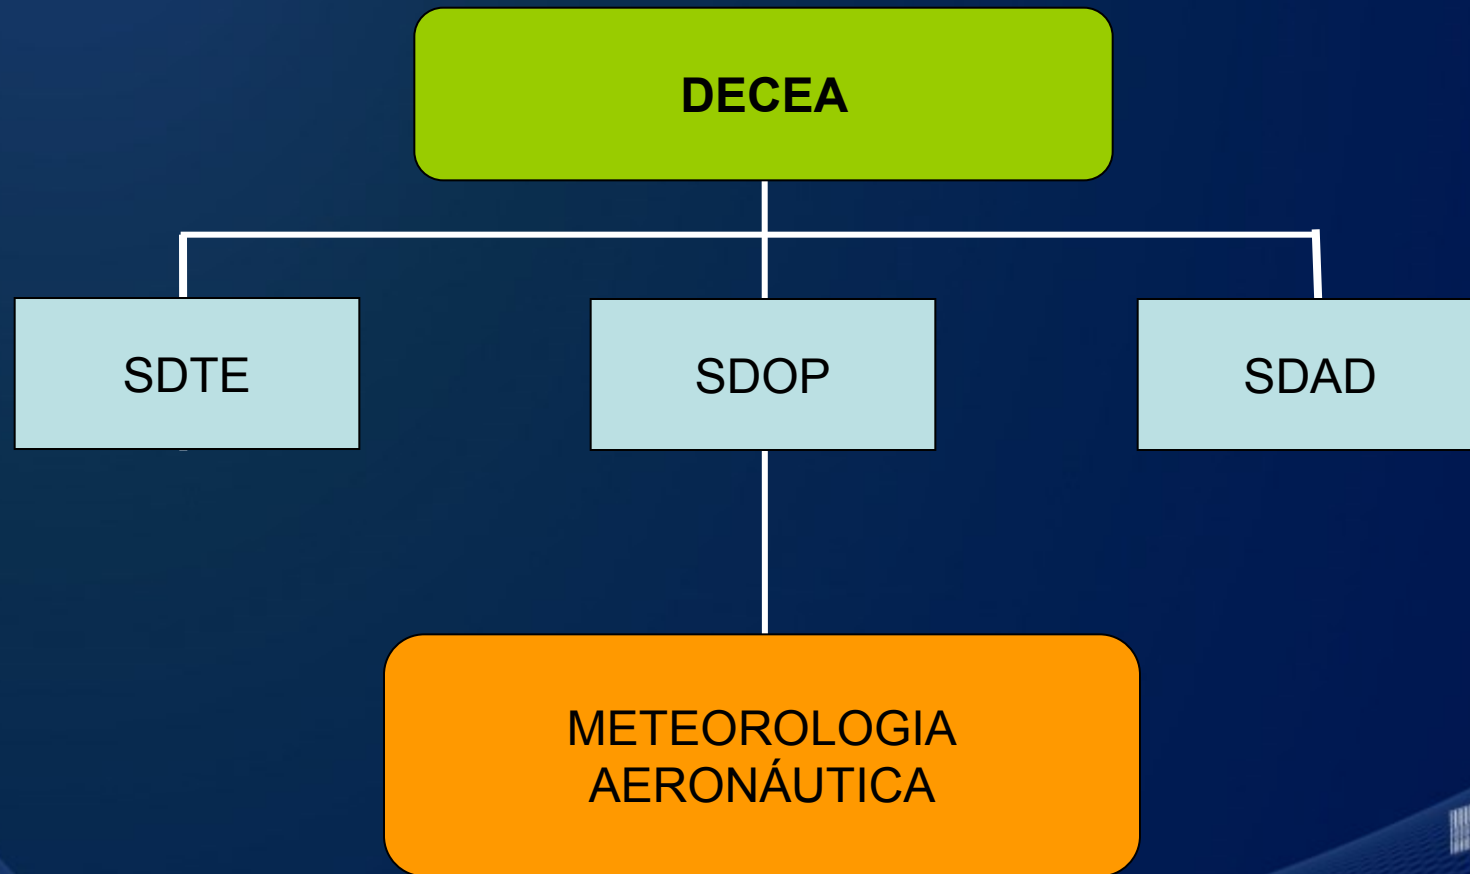 DECEA
SDTE
SDOP
SDAD
METEOROLOGIA
AERONÁUTICA